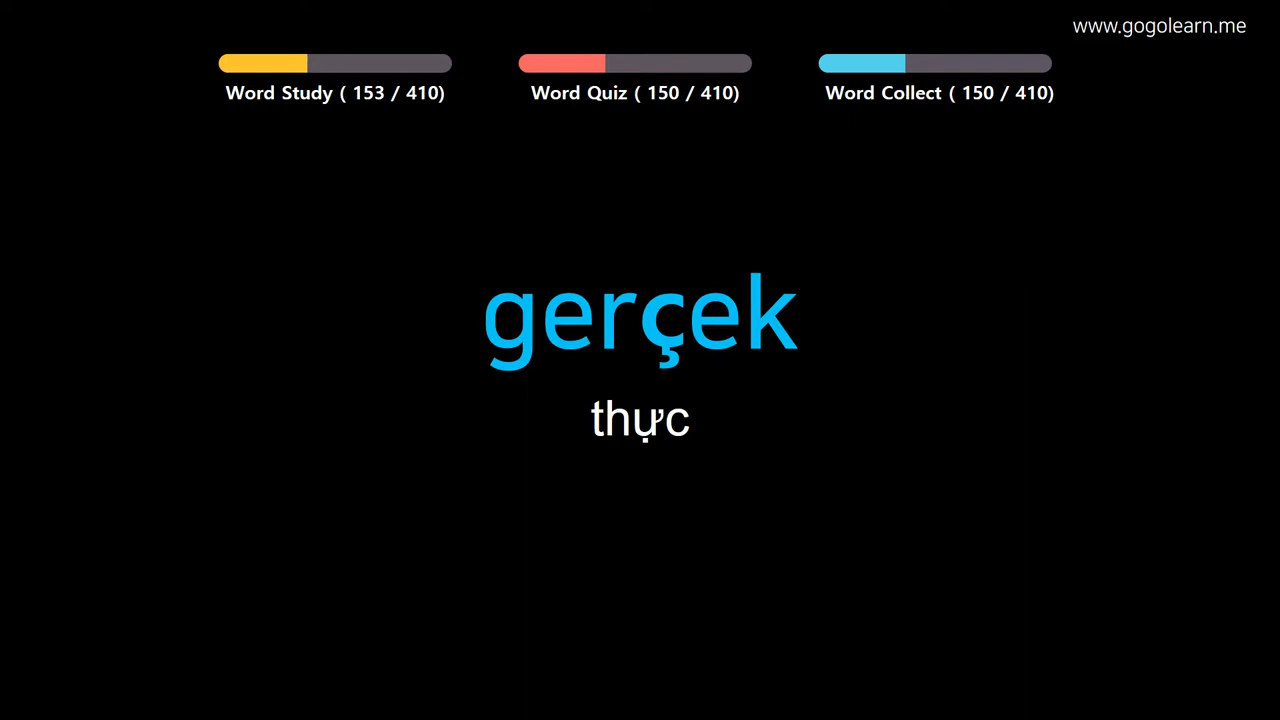 www.gogolearn.me
Word Study ( 153 / 410)
Word Quiz ( 150 / 410)
Word Collect ( 150 / 410)
gerçek
thực